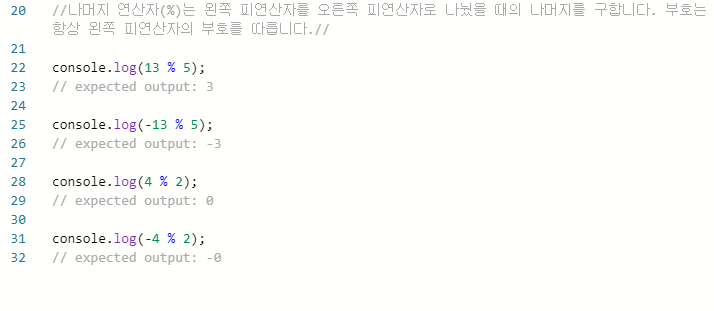 20 //나머지 연산자(%)는 왼쪽 피연산자를 오른쪽 피연산자로 나눴을 때의 나머지를 구합니다. 부호는
항상 왼쪽 피연산자의 부호를 따릅니다.//
21
22 console.log(13 % 5);
23 // expected output: 3
24
25 console.log(-13 % 5);
26 // expected output: -3
27
28 console.log(4 % 2);
29 // expected output: 0
30
31 console.log(-4 % 2);
32 // expected output: -0